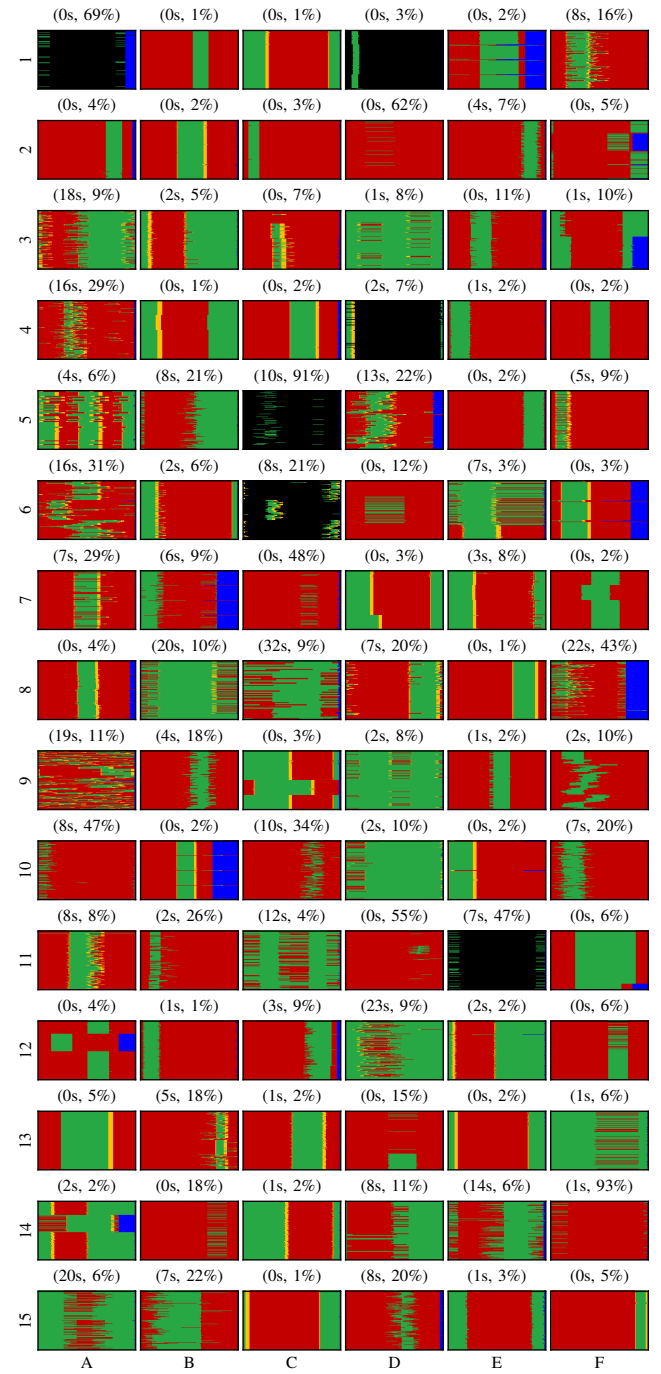 (0s, 69%) (0s, 1%) (0s, 1%) (0s, 3%) (0s, 2%) (8s, 16%)
1
(0s, 4%) (0s, 2%) (0s, 3%) (0s, 62%) (4s, 7%) (0s, 5%)
2
(18s, 9%) (2s, 5%) (0s, 7%) (1s, 8%) (0s, 11%) (1s, 10%)
3
(16s, 29%) (0s, 1%) (0s, 2%) (2s, 7%) (1s, 2%) (0s, 2%)
4
(4s, 6%) (8s, 21%) (10s, 91%) (13s, 22%) (0s, 2%) (5s, 9%)
5
(16s, 31%) (2s, 6%) (8s, 21%) (0s, 12%) (7s, 3%) (0s, 3%)
6
(7s, 29%) (6s, 9%) (0s, 48%) (0s, 3%) (3s, 8%) (0s, 2%)
7
(0s, 4%) (20s, 10%) (32s, 9%) (7s, 20%) (0s, 1%) (22s, 43%)
8
(19s, 11%) (4s, 18%) (0s, 3%) (2s, 8%) (1s, 2%) (2s, 10%)
9
(8s, 47%) (0s, 2%) (10s, 34%) (2s, 10%) (0s, 2%) (7s, 20%)
10
(8s, 8%) (2s, 26%) (12s, 4%) (0s, 55%) (7s, 47%) (0s, 6%)
11
(0s, 4%) (1s, 1%) (3s, 9%) (23s, 9%) (2s, 2%) (0s, 6%)
12
(0s, 5%) (5s, 18%) (1s, 2%) (0s, 15%) (0s, 2%) (1s, 6%)
13
(2s, 2%) (0s, 18%) (1s, 2%) (8s, 11%) (14s, 6%) (1s, 93%)
14
(20s, 6%) (7s, 22%) (0s, 1%) (8s, 20%) (1s, 3%) (0s, 5%)
15
A B C D E F